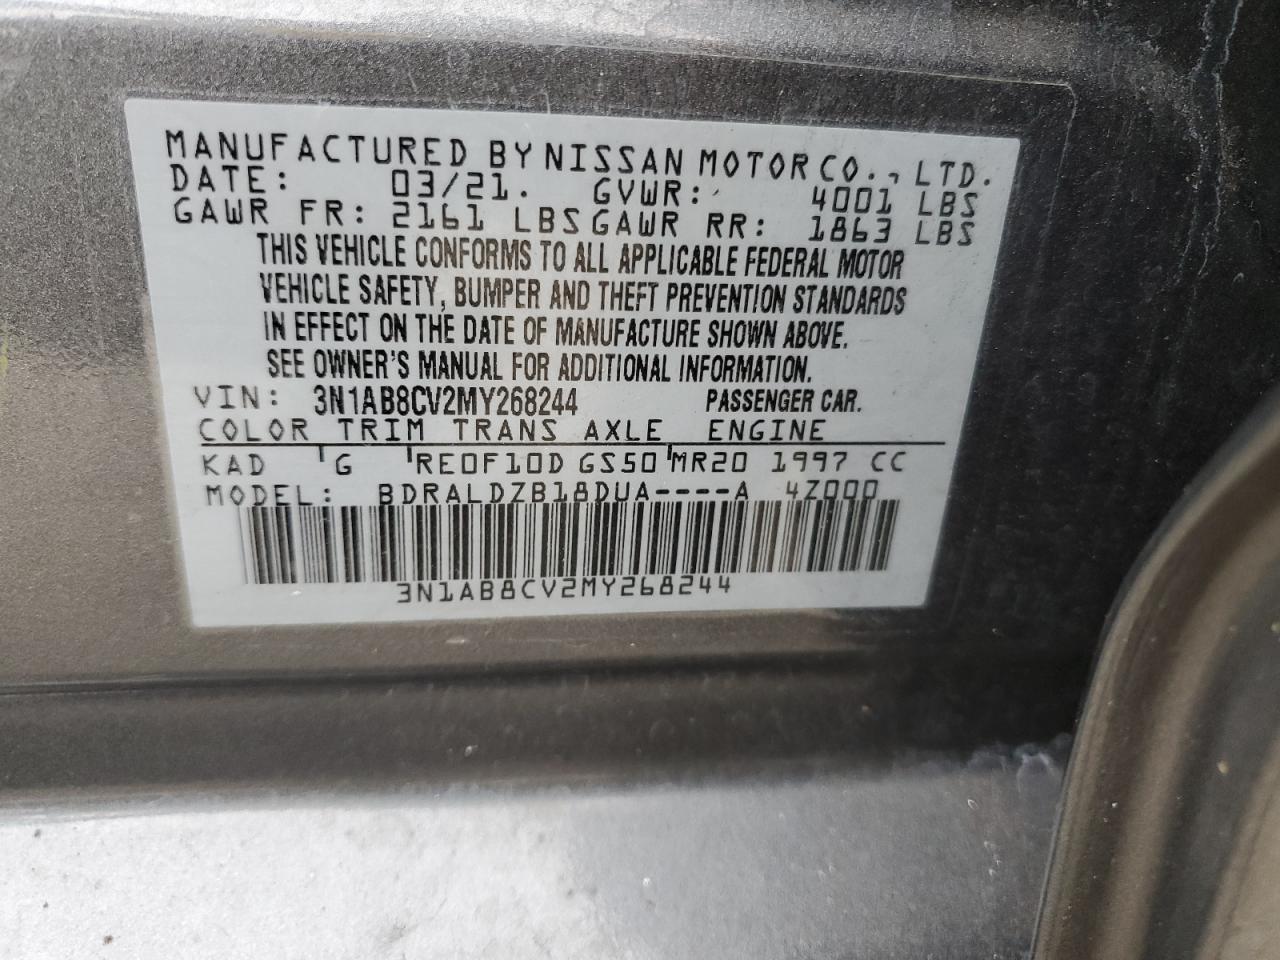 MANUFACTURED BY NISSAN MOTOR CO., LTD.
DATE: 03/21. GVWR: 4001 LBS
GAWR FR: 2161 LBS GAWR RR: 1863 LBS
THIS VEHICLE CONFORMS TO ALL APPLICABLE FEDERAL MOTOR
VEHICLE SAFETY, BUMPER AND THEFT PREVENTION STANDARDS
IN EFFECT ON THE DATE OF MANUFACTURE SHOWN ABOVE.
SEE OWNER'S MANUAL FOR ADDITIONAL INFORMATION.
VIN: 3N1AB8CV2MY268244 PASSENGER CAR.
COLOR TRIM TRANS AXLE ENGINE
KAD G RE0F10D GS50 MR20 1997 CC
MODEL: BDRALDZB18DUA----A 4Z000
3N1AB8CV2MY268244